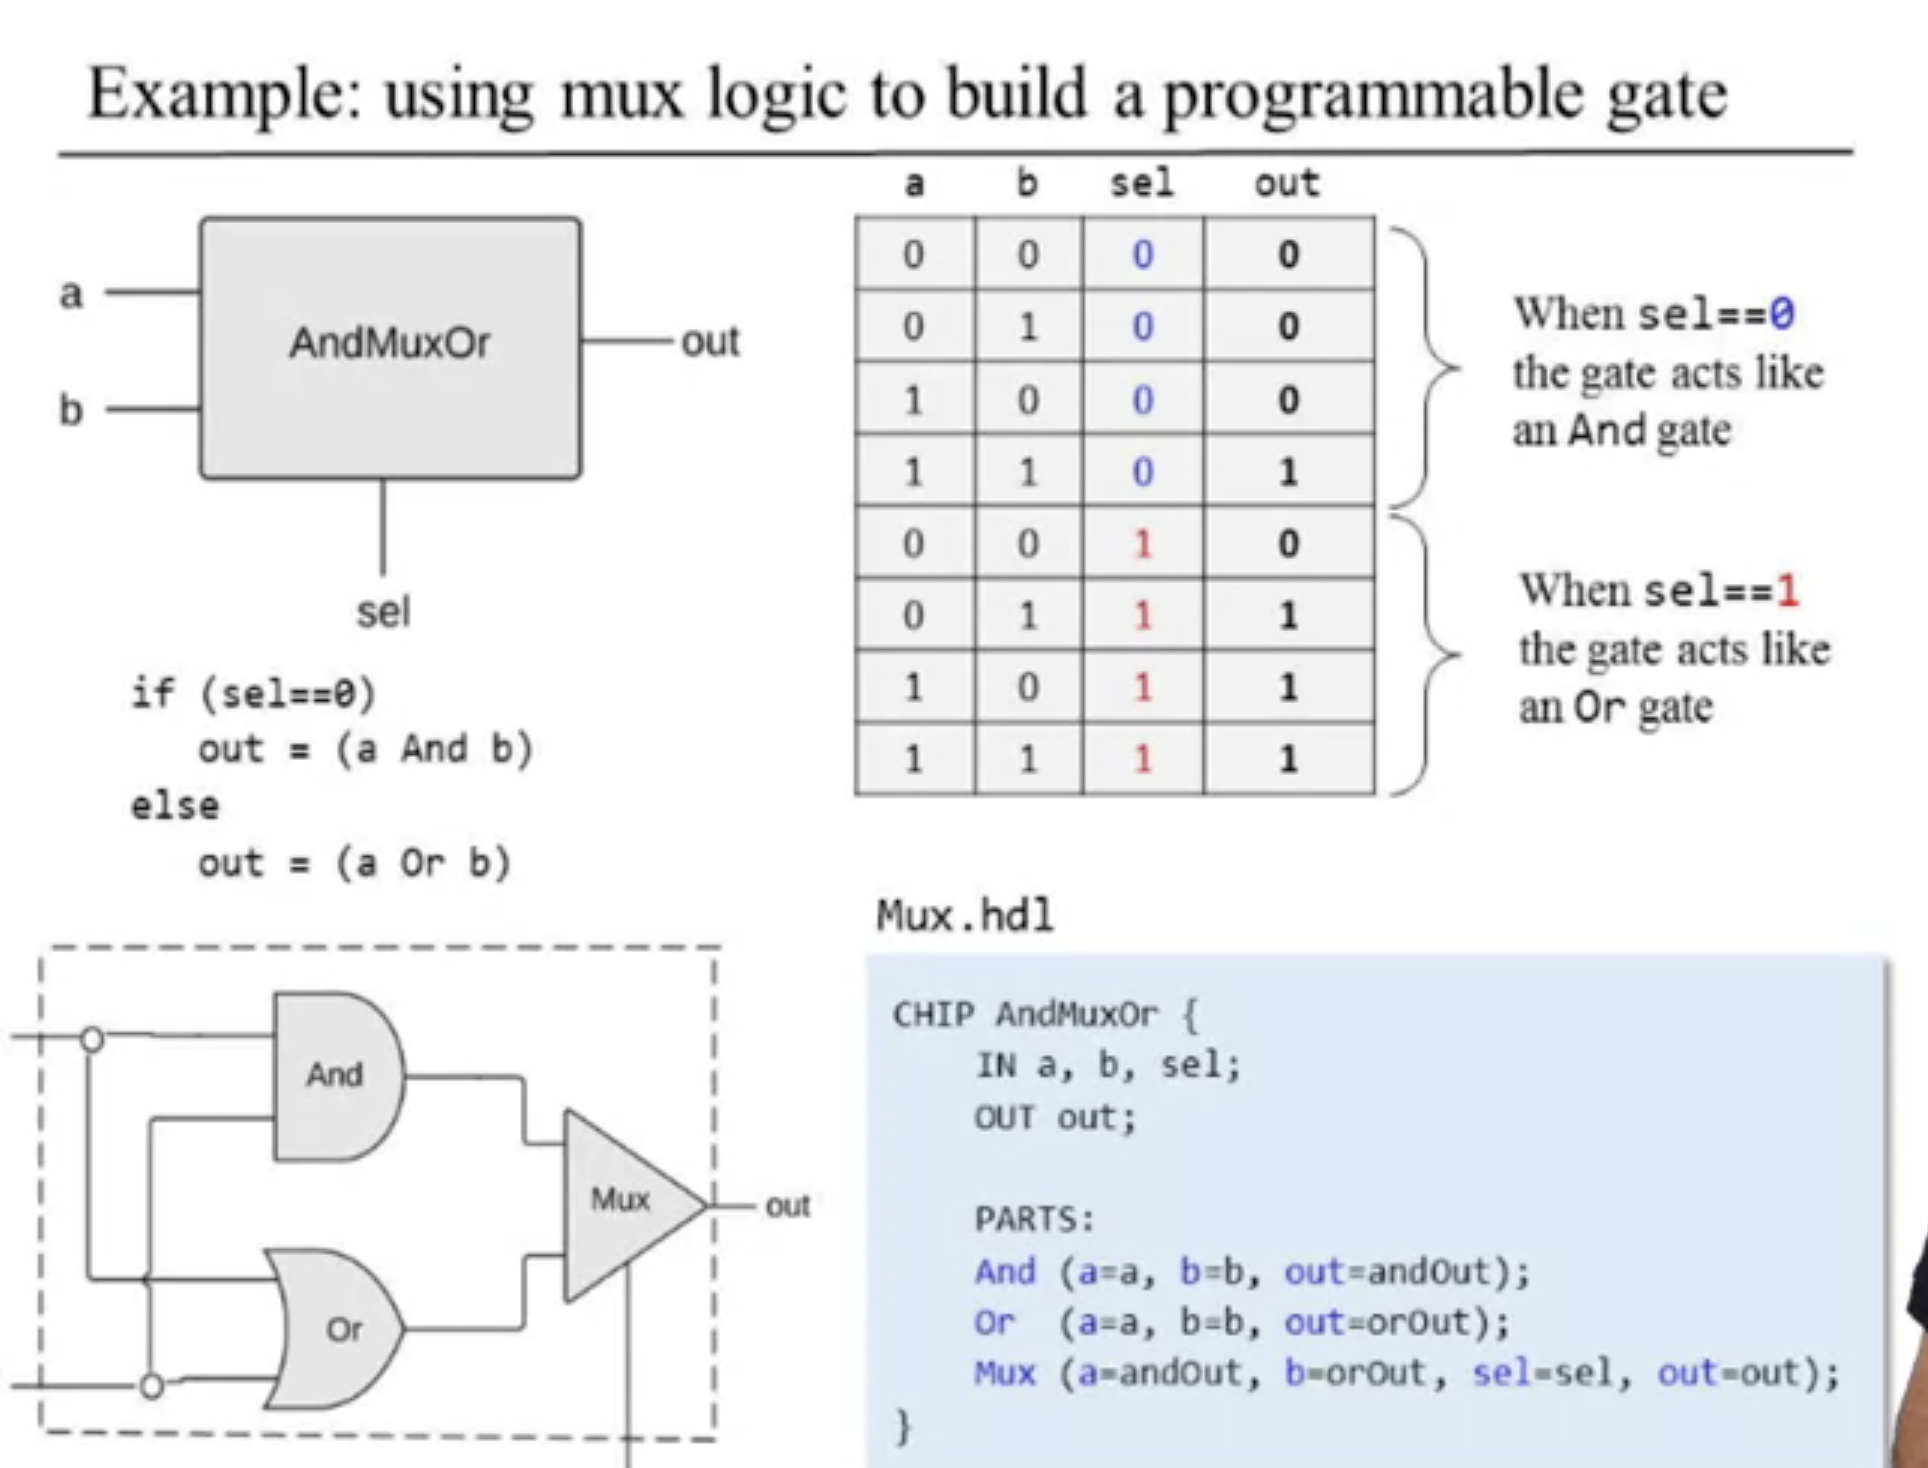 Example: using mux logic to build a programmable gate
a
b
AndMuxOr
out
sel
if (sel==0)
out = (a And b)
else
out = (a Or b)
a b sel out
0 0 0 0
0 1 0 0
1 0 0 0
1 1 0 1
0 0 1 0
0 1 1 1
1 0 1 1
1 1 1 1
When sel==0
the gate acts like
an And gate
When sel==1
the gate acts like
an Or gate
And
Or
Mux
out
Mux.hdl
CHIP AndMuxOr {
IN a, b, sel;
OUT out;
PARTS:
And (a=a, b=b, out=andOut);
Or (a=a, b=b, out=orOut);
Mux (a=andOut, b=orOut, sel=sel, out=out);
}